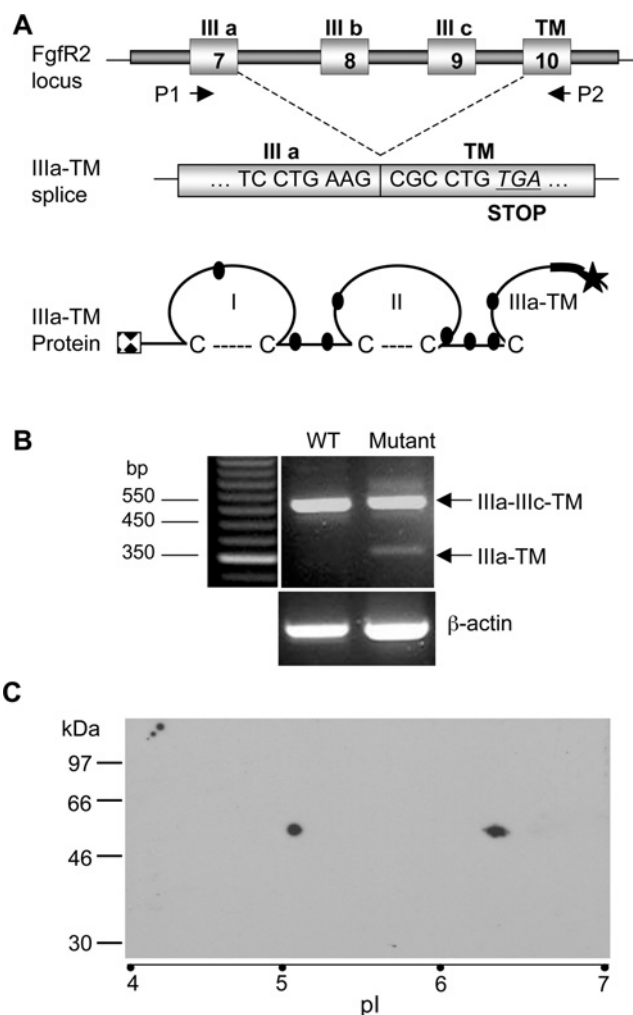 A
III a III b III c TM
FgfR2 locus
7 8 9 10
P1 P2
III a TM
IIIa-TM splice
... TC CTG AAG CGC CTG TGA ...
STOP
IIIa-TM Protein
I II IIIa-TM
C ----- C C ---- C C
B
WT Mutant
bp
550
450
350
IIIa-IIIc-TM
IIIa-TM
β-actin
C
kDa
97
66
46
30
4 5 6 7
pI